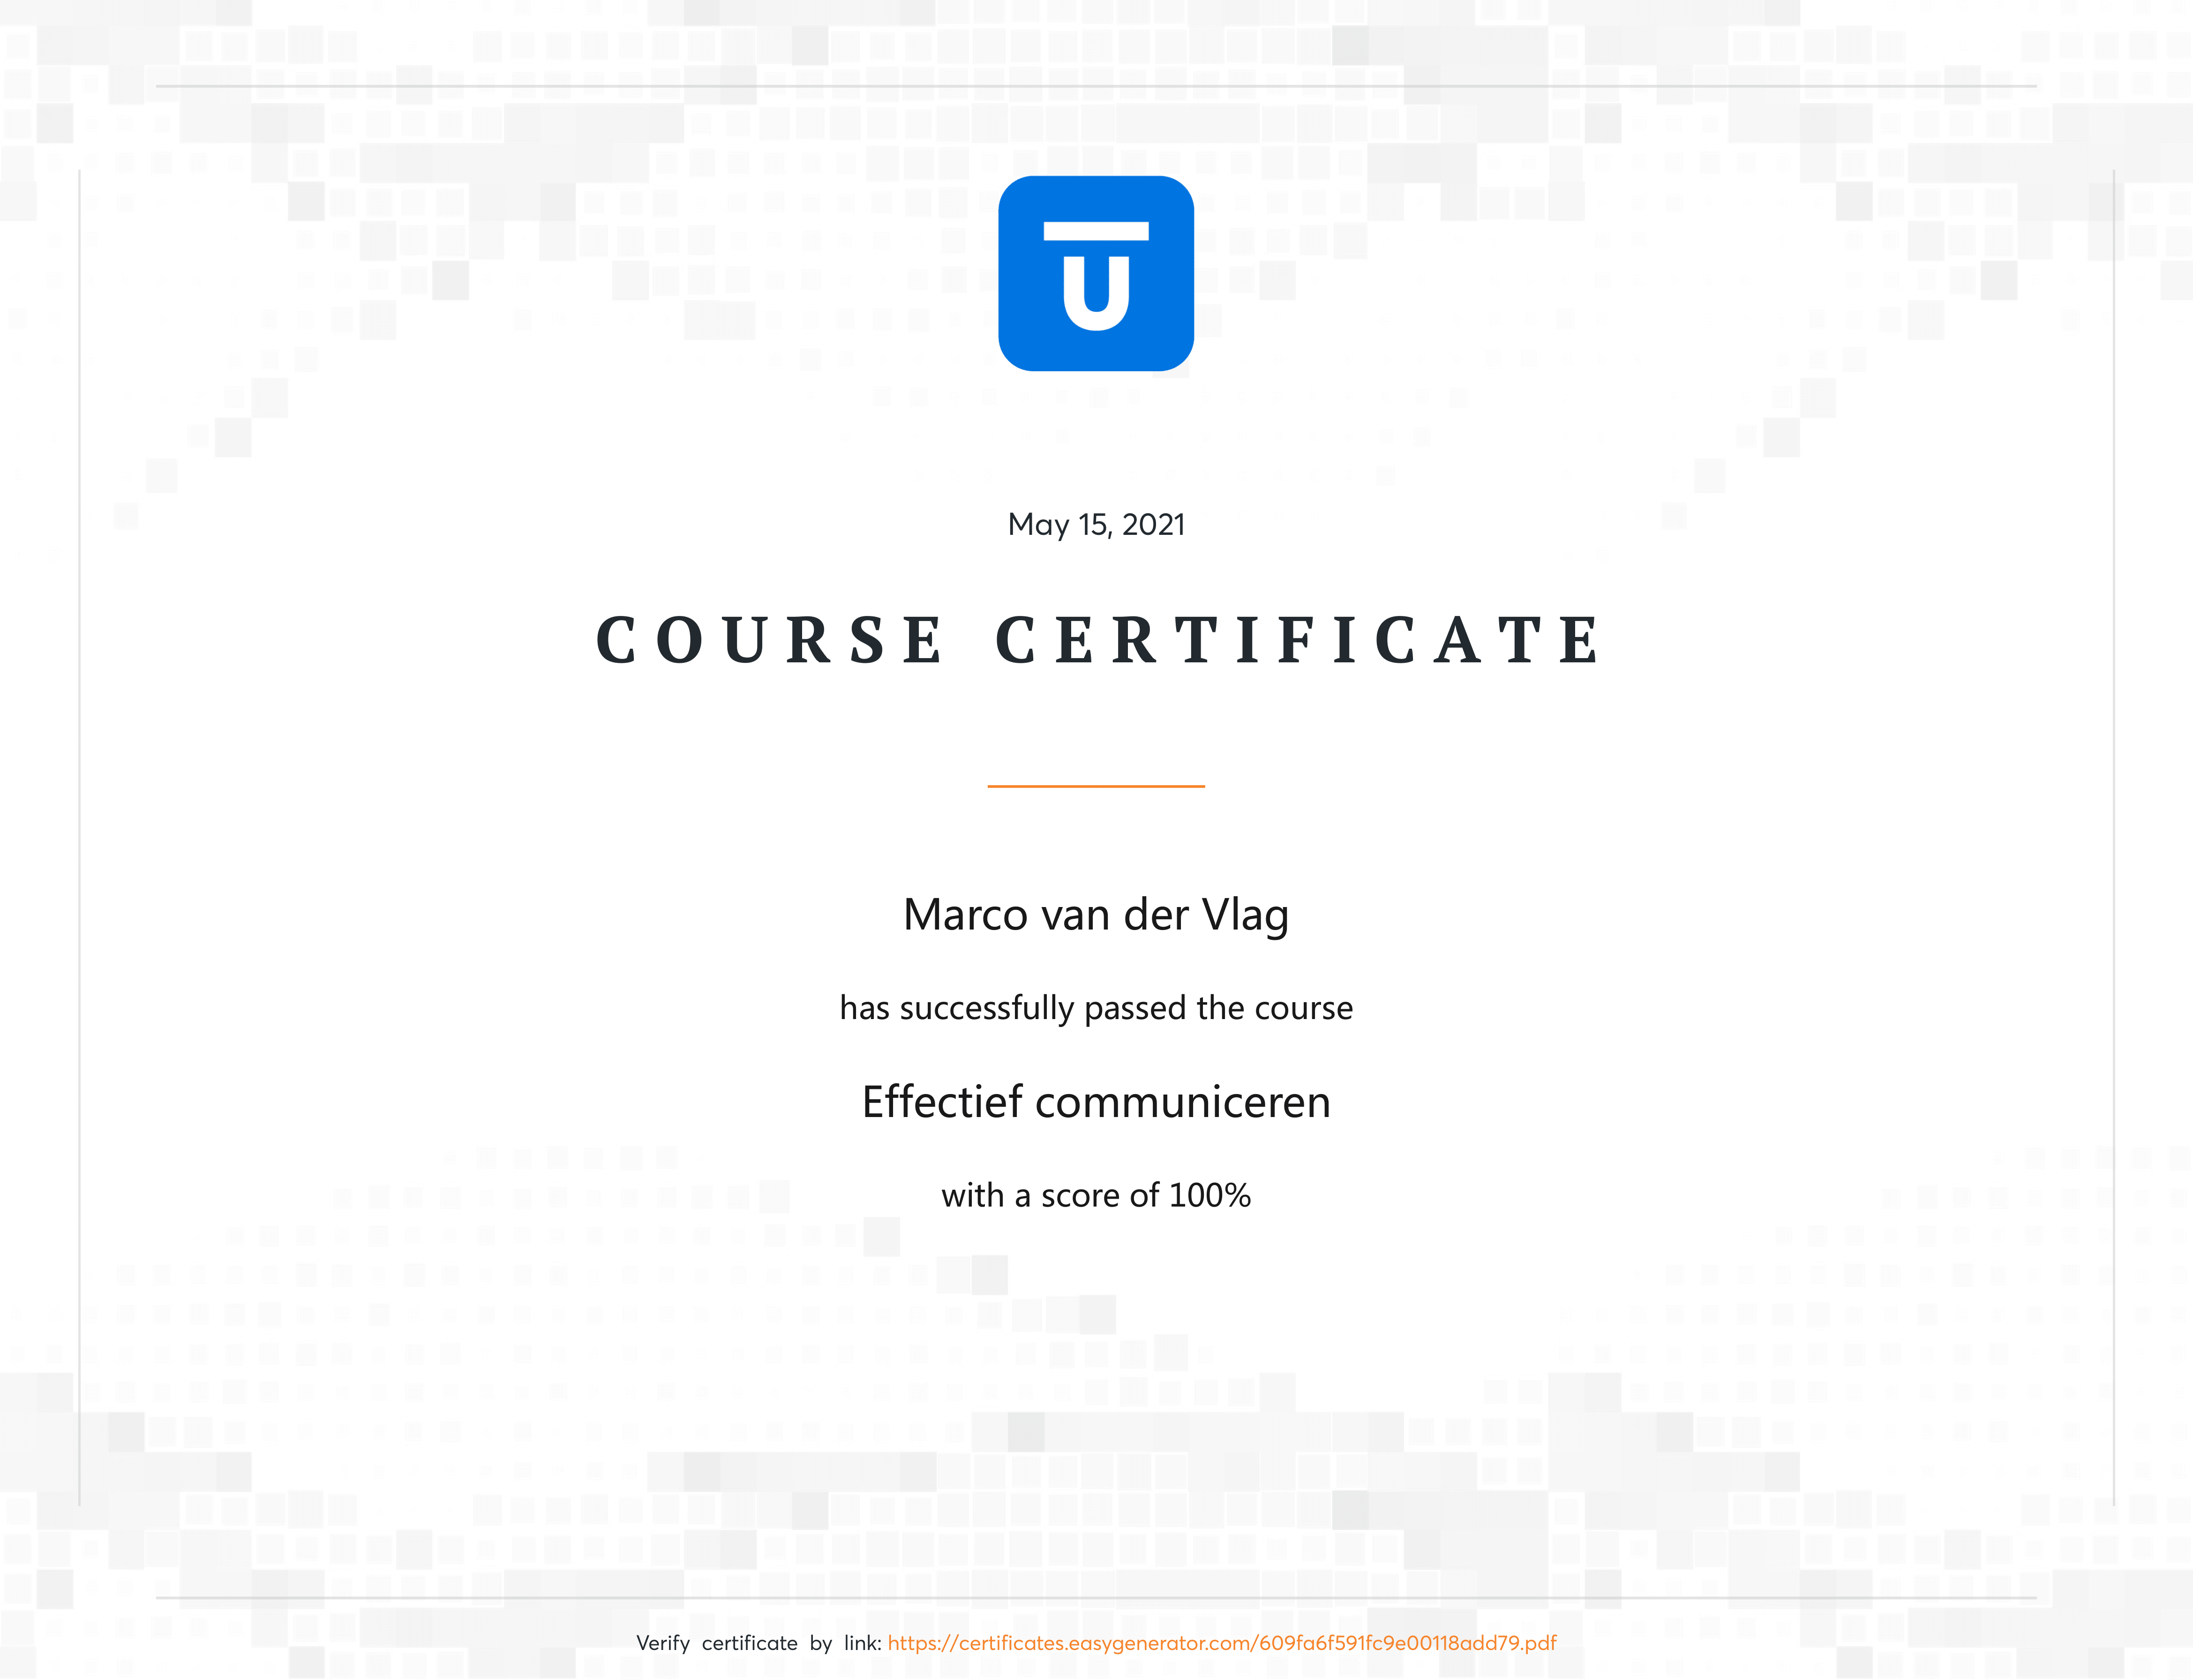 U
May 15, 2021
COURSE CERTIFICATE
Marco van der Vlag
has successfully passed the course
Effectief communiceren
with a score of 100%
Verify certificate by link: https://certificates.easygenerator.com/609fa6f591fc9e00118add79.pdf